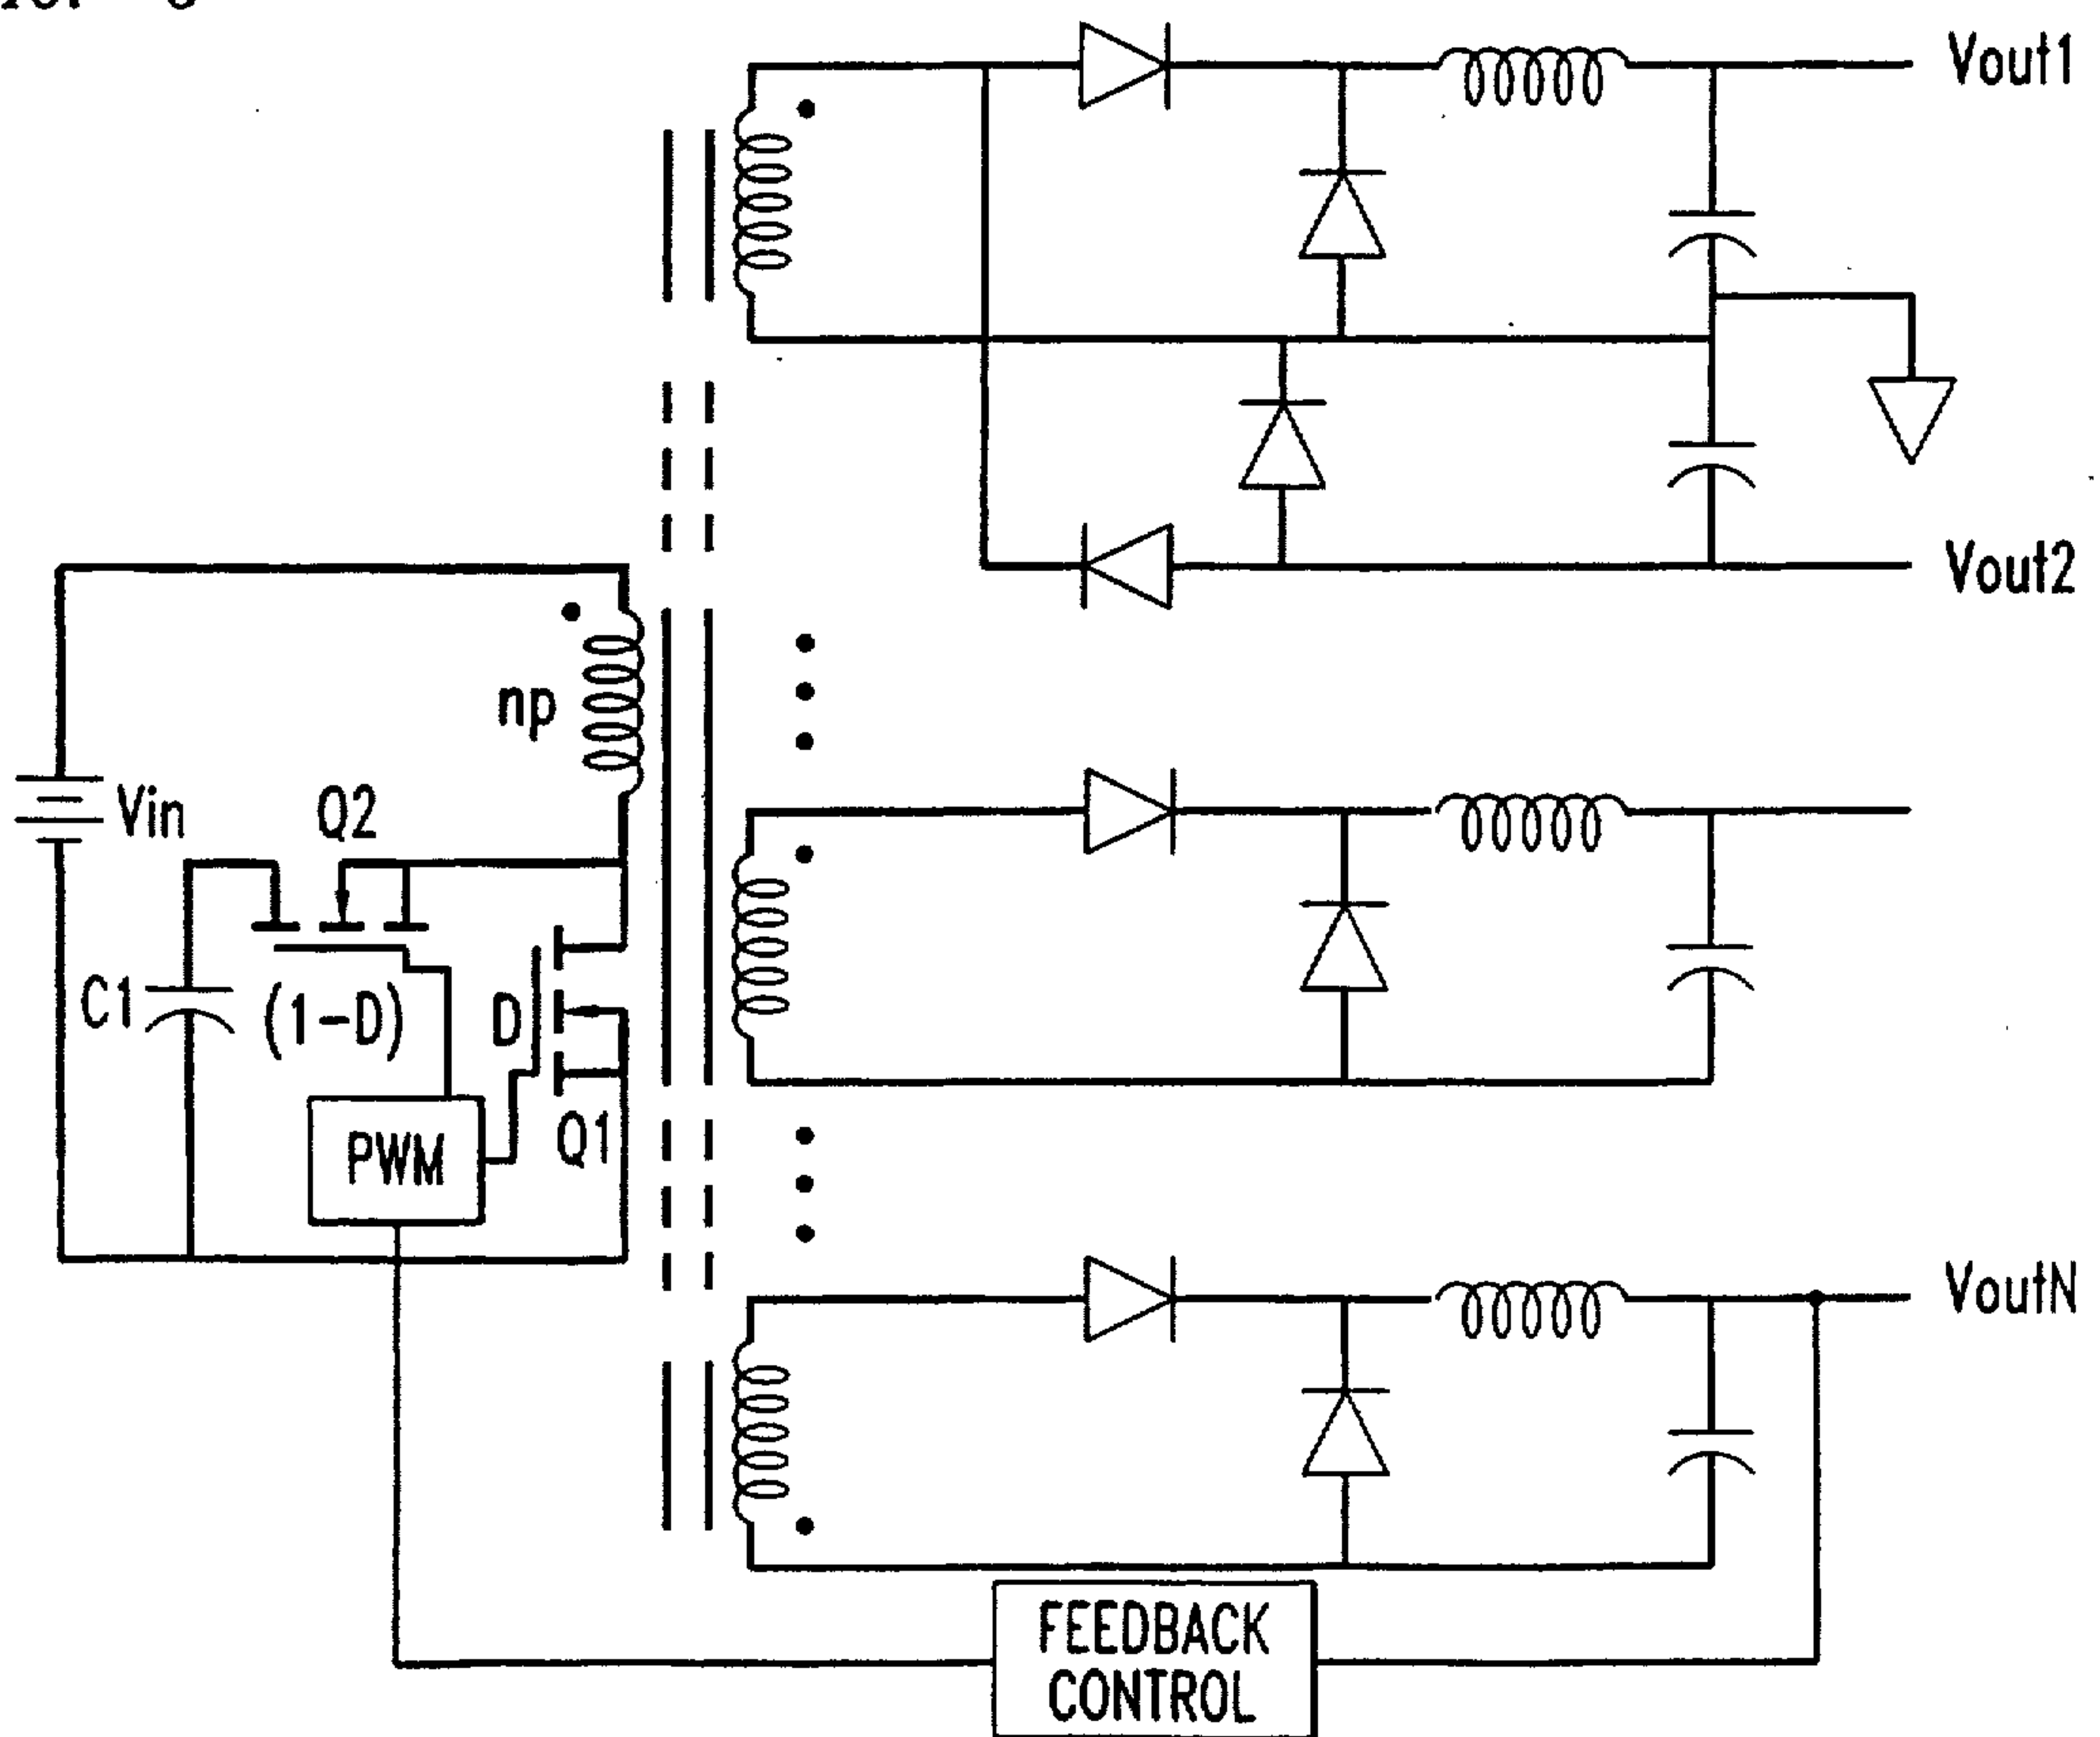 Vout1
Vout2
np
Vin
Q2
C1
(1-D)
D
Q1
PWM
VoutN
FEEDBACK
CONTROL